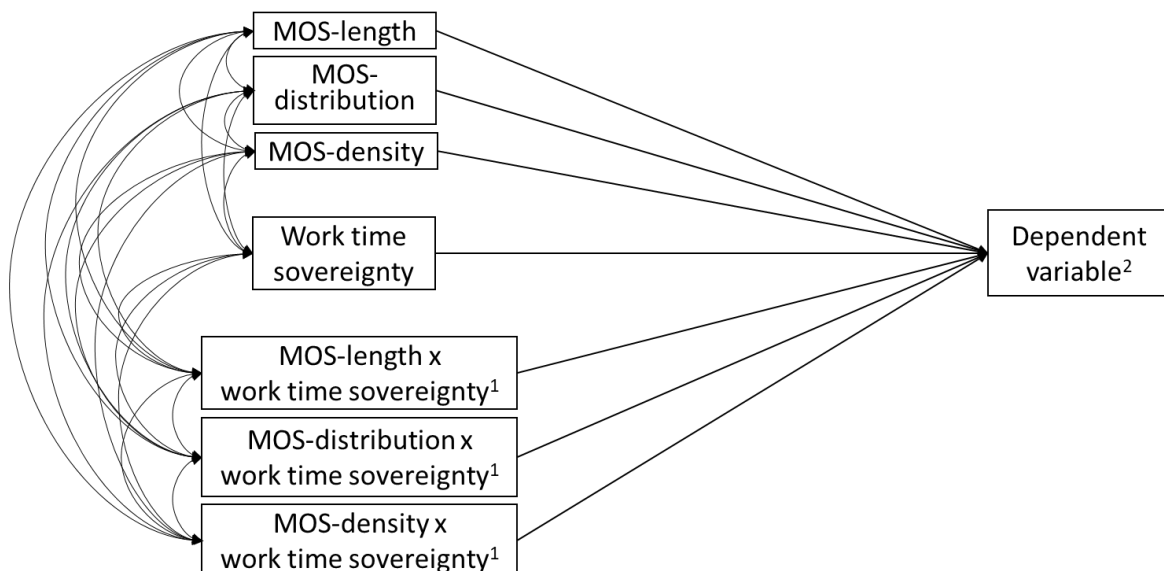 MOS-length
MOS-
distribution
MOS-density
Work time
sovereignty
Dependent
variable²
MOS-length x
work time sovereignty¹
MOS-distribution x
work time sovereignty¹
MOS-density x
work time sovereignty¹